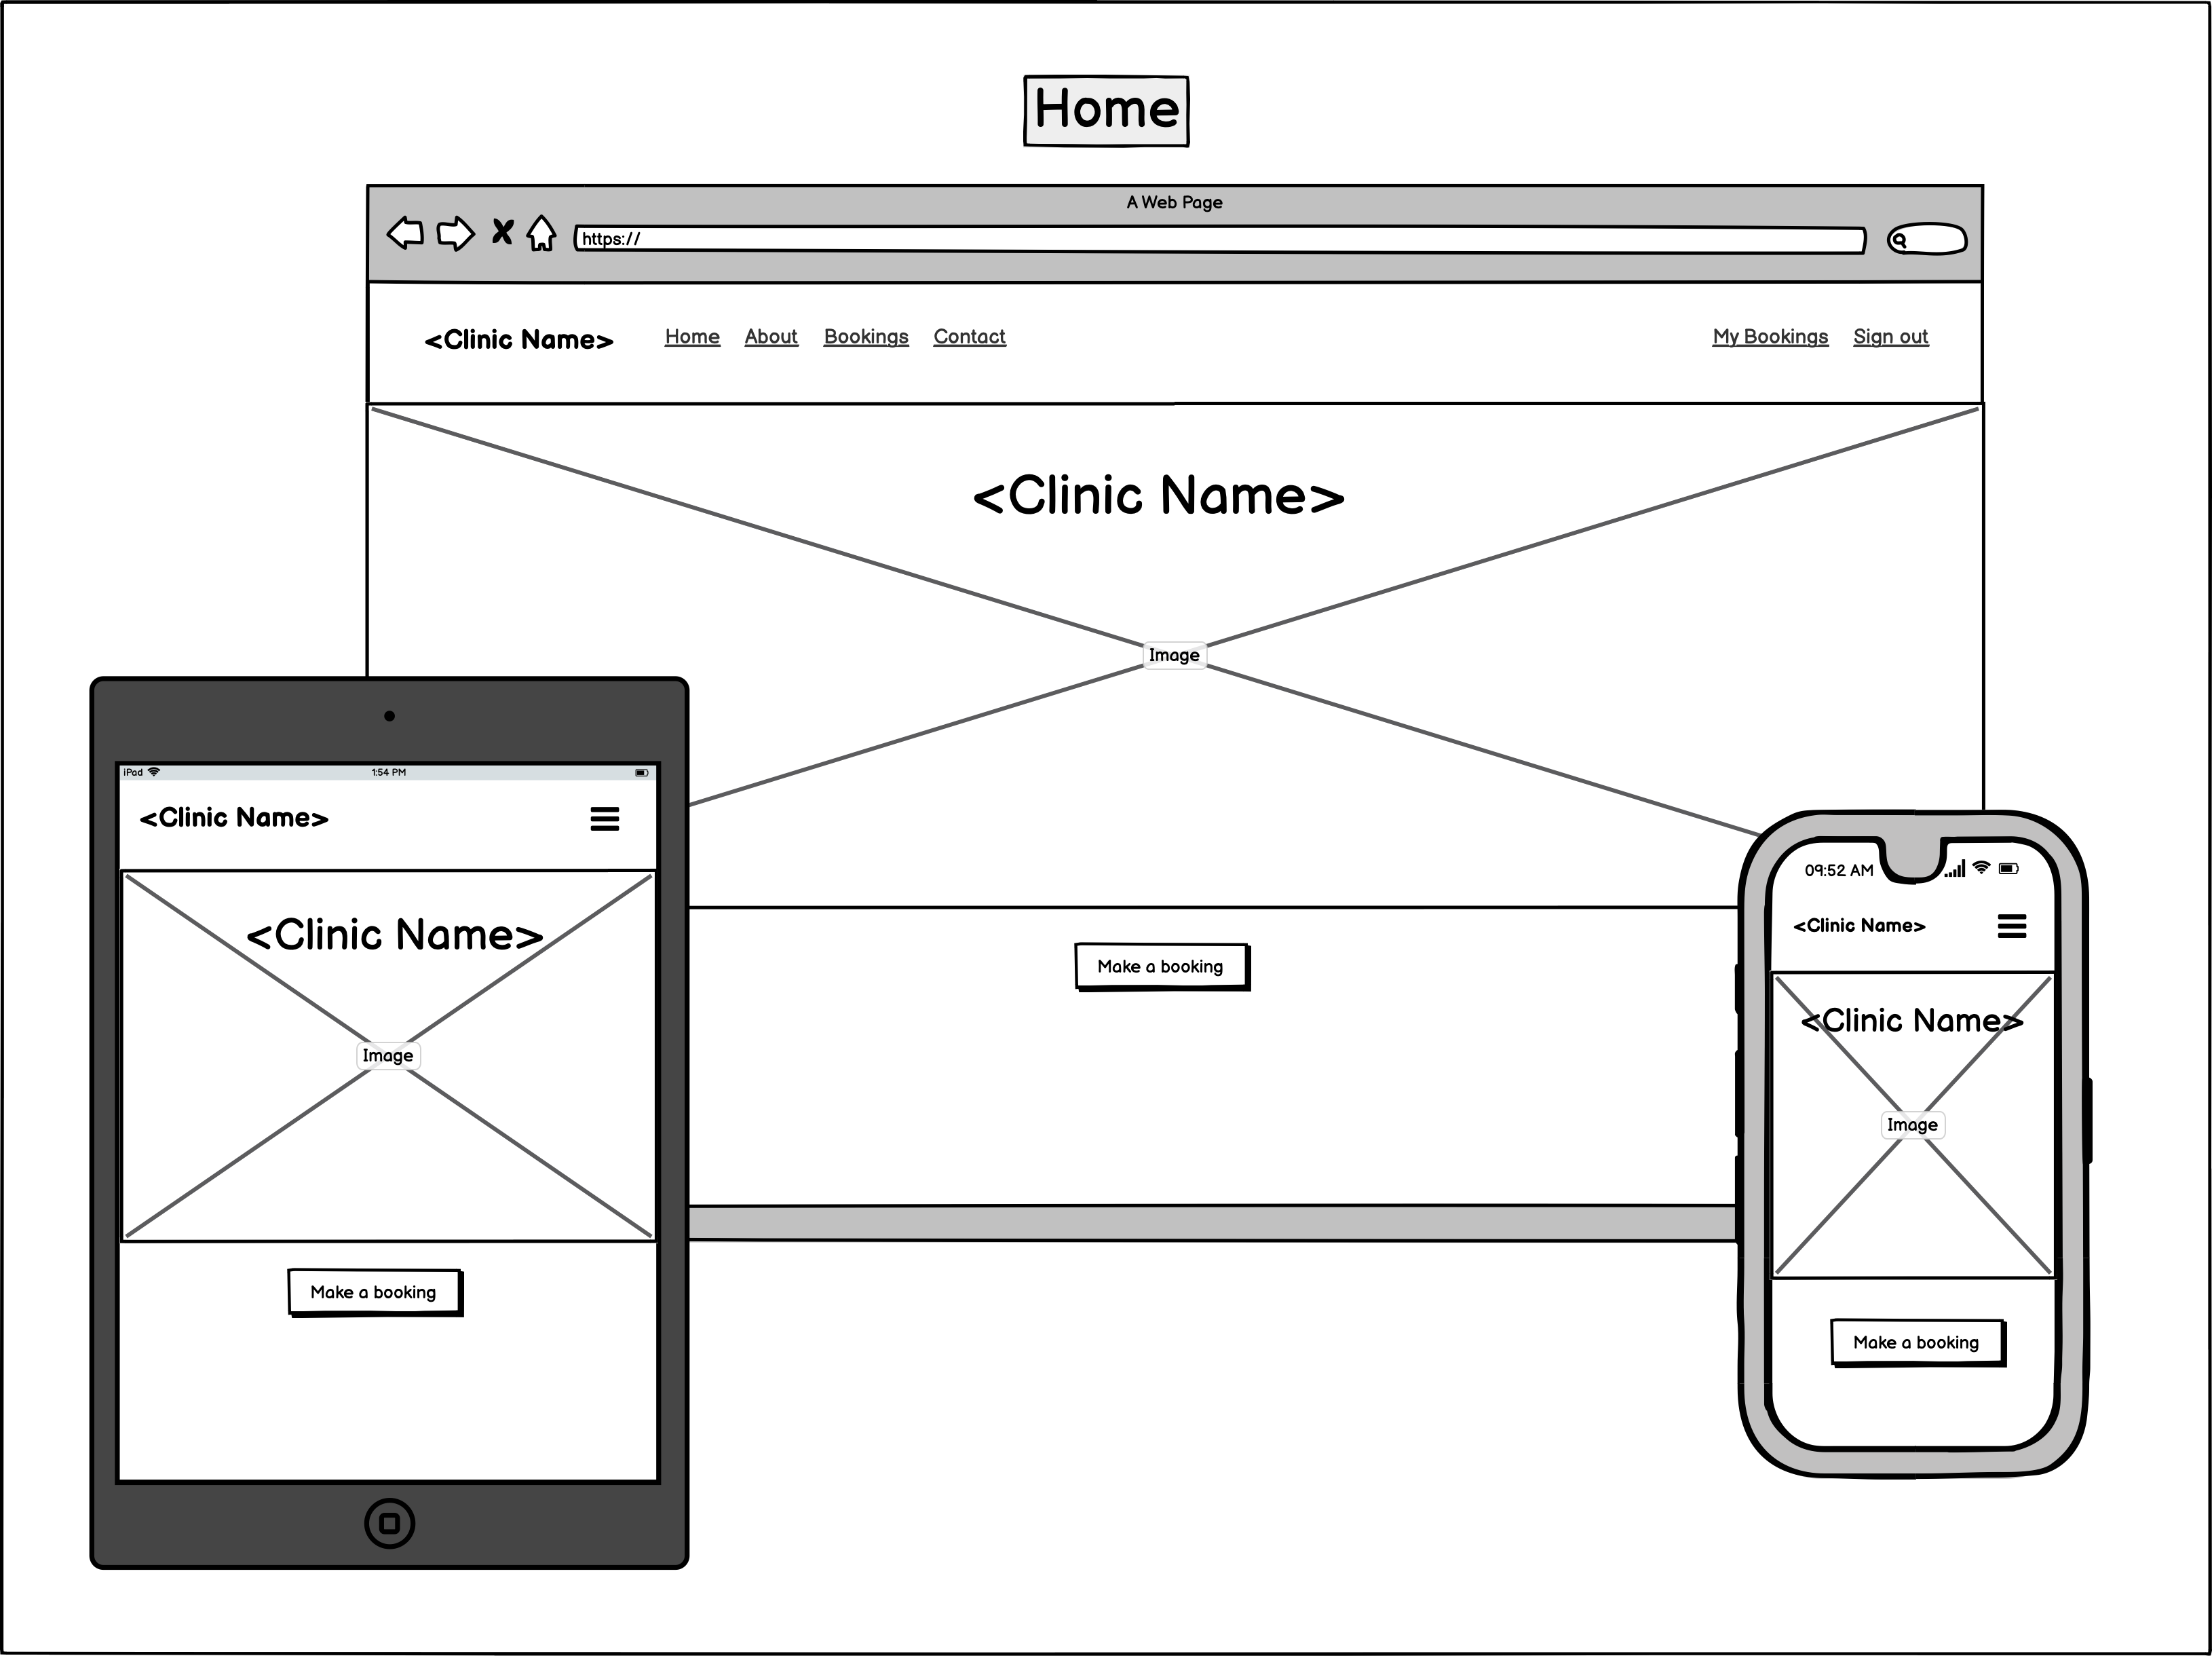 Home
A Web Page
https://
<Clinic Name> Home About Bookings Contact My Bookings Sign out
<Clinic Name>
Image
Make a booking
iPad 1:54 PM
<Clinic Name>
<Clinic Name>
Image
Make a booking
09:52 AM
<Clinic Name>
<Clinic Name>
Image
Make a booking